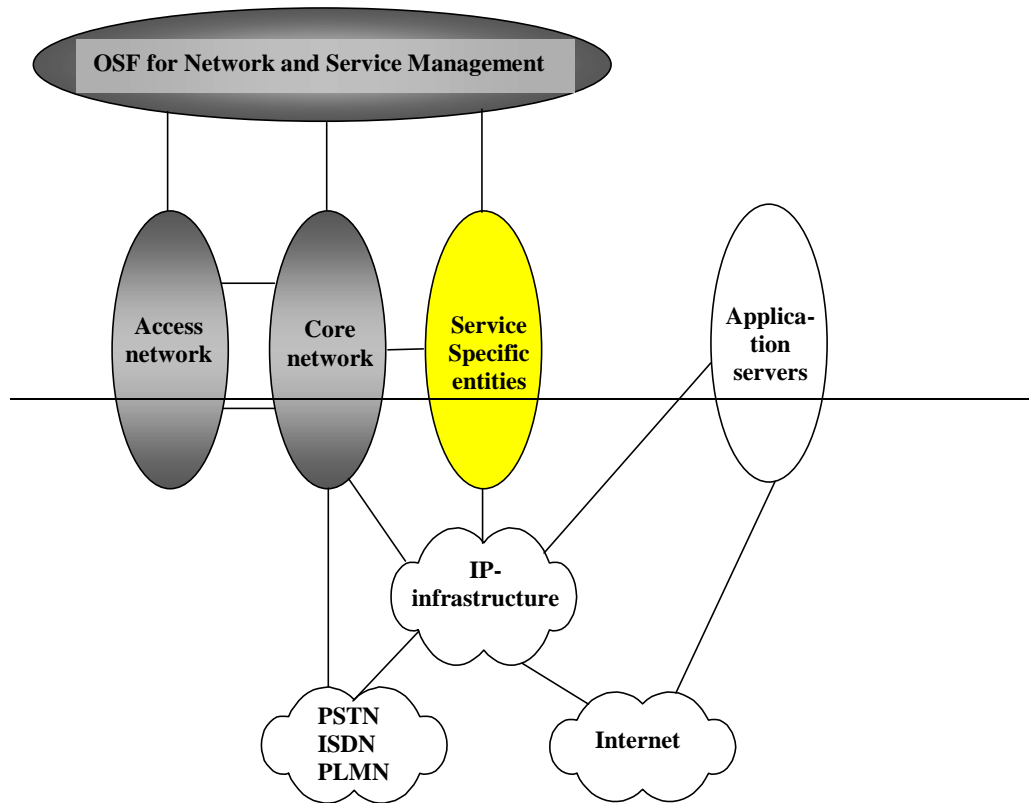 OSF for Network and Service Management
Access
network
Core
network
Service
Specific
entities
Applica-
tion
servers
IP-
infrastructure
PSTN
ISDN
PLMN
Internet